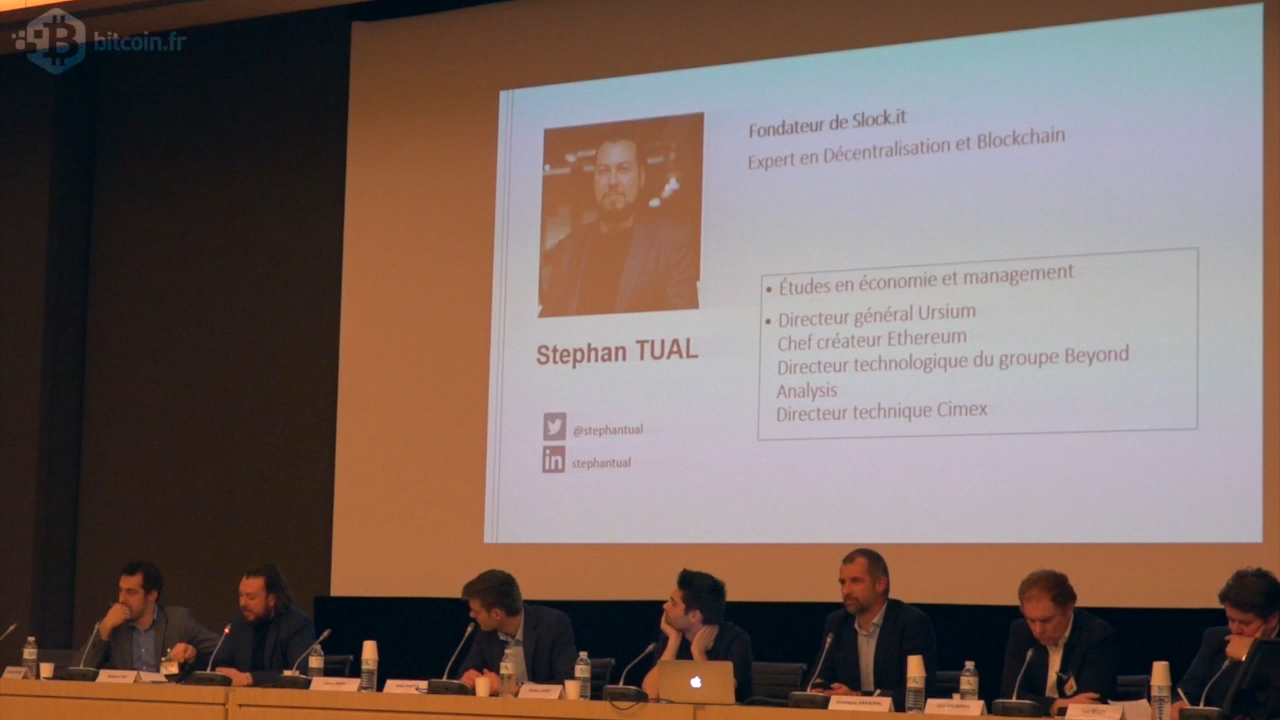 bitcoin.fr
Fondateur de Slock.it
Expert en Décentralisation et Blockchain
• Études en économie et management
• Directeur général Ursium
Chef créateur Ethereum
Directeur technologique du groupe Beyond
Analysis
Directeur technique Cimex
Stephan TUAL
@stephantual
in stephantual